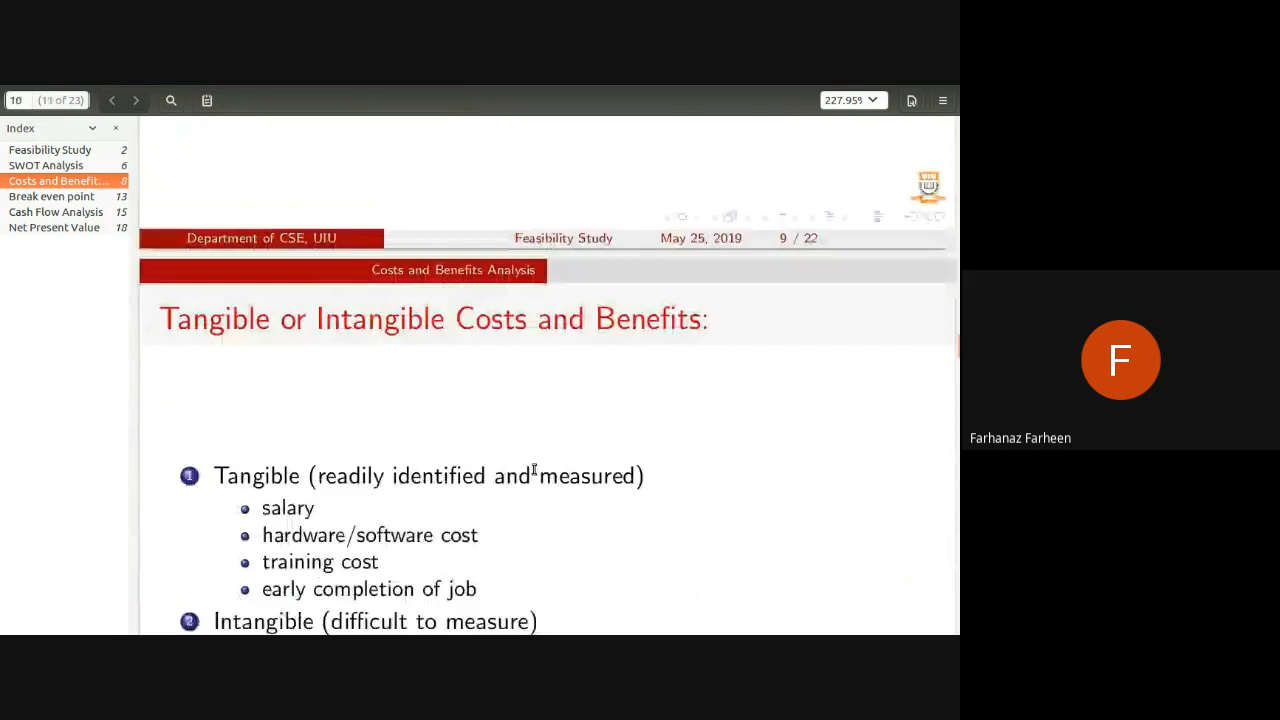 10 (11 of 23)
227.95%
Index
Feasibility Study 2
SWOT Analysis 6
Costs and Benefit... 8
Break even point 13
Cash Flow Analysis 15
Net Present Value 18
Department of CSE, UIU Feasibility Study May 25, 2019 9 / 22
Costs and Benefits Analysis
Tangible or Intangible Costs and Benefits:
1 Tangible (readily identified and measured)
salary
hardware/software cost
training cost
early completion of job
2 Intangible (difficult to measure)
F
Farhanaz Farheen